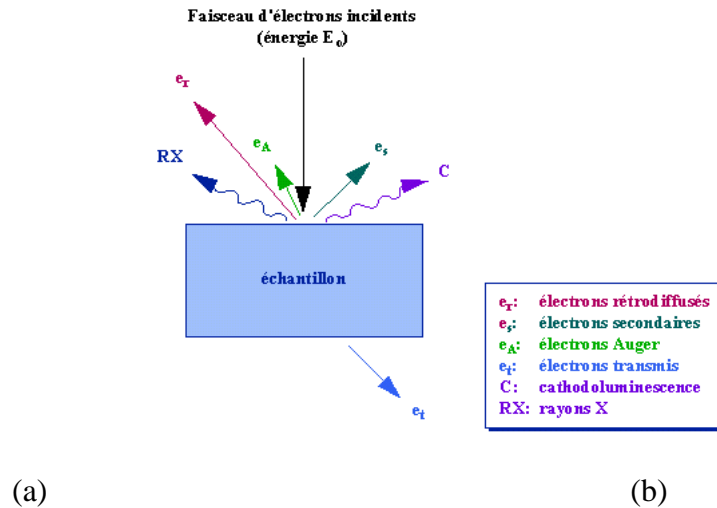 Faisceau d'électrons incidents
(énergie E₀)
eᵣ
e_A
eₛ
RX
C
échantillon
eᵣ: électrons rétrodiffusés
eₛ: électrons secondaires
e_A: électrons Auger
eₜ: électrons transmis
C: cathodoluminescence
RX: rayons X
eₜ
(a) (b)